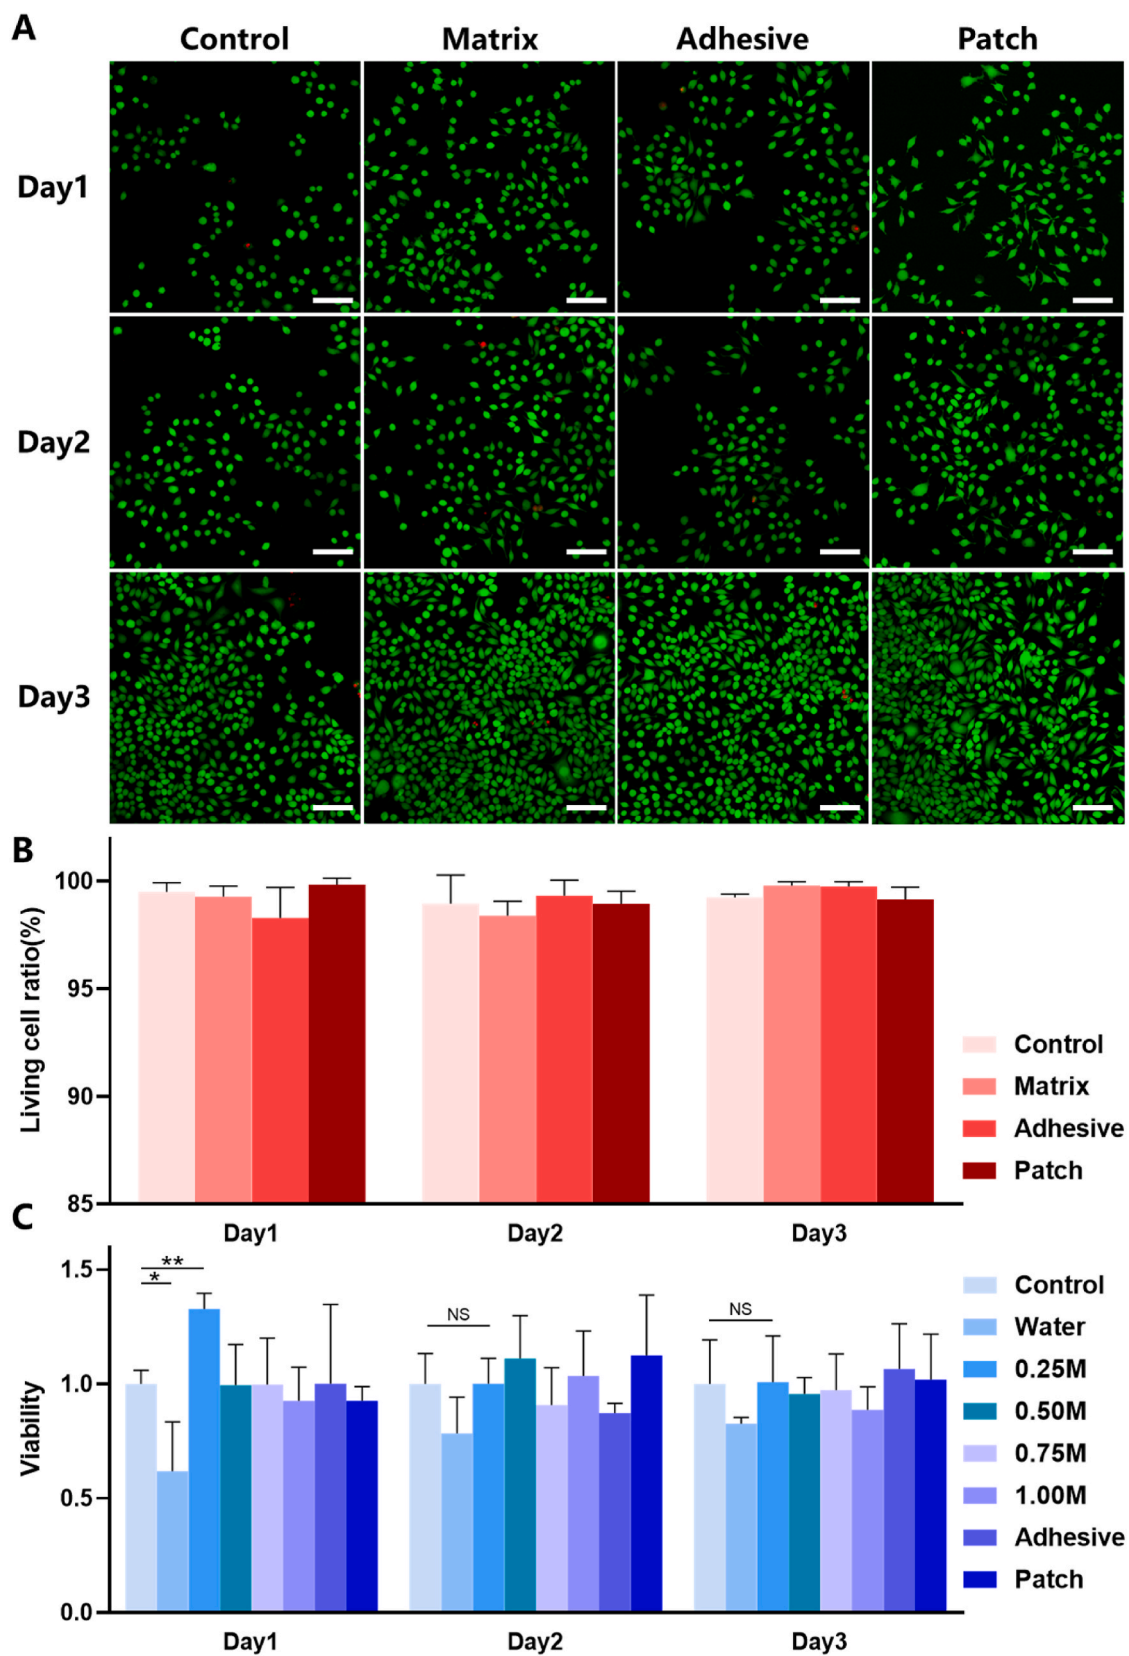 A
Control Matrix Adhesive Patch
Day1
Day2
Day3
B
100
95
90
85
Living cell ratio(%)
Control
Matrix
Adhesive
Patch
Day1 Day2 Day3
C
1.5
1.0
0.5
0.0
Viability
**
*
NS
NS
Control
Water
0.25M
0.50M
0.75M
1.00M
Adhesive
Patch
Day1 Day2 Day3